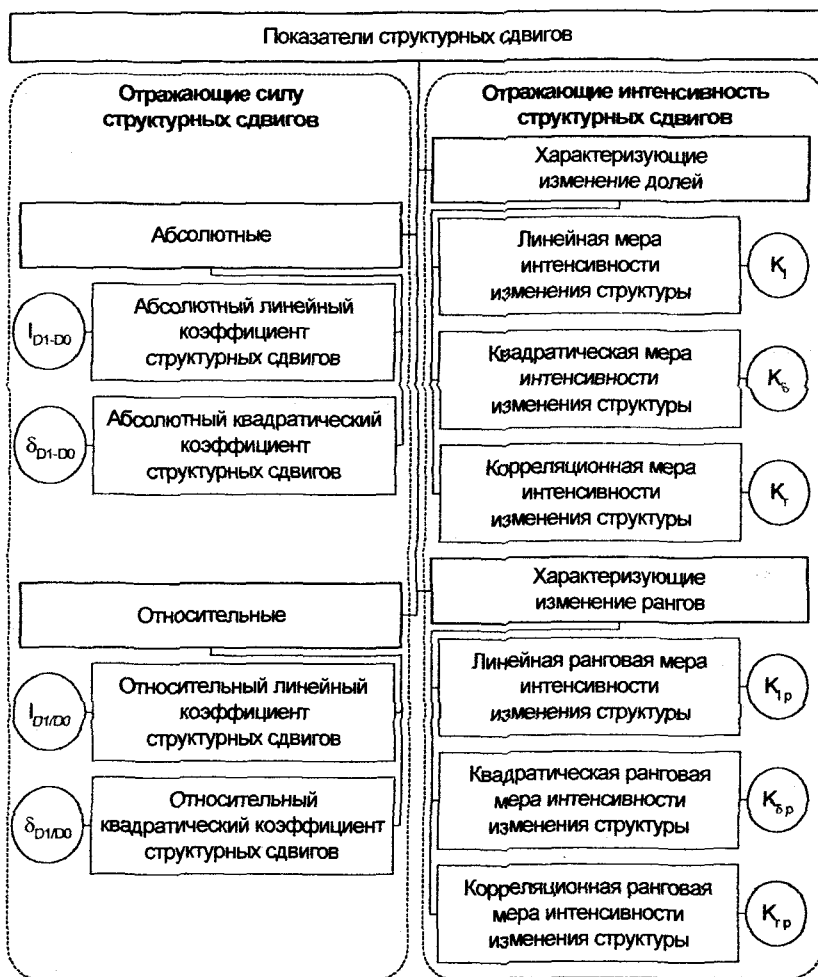 Показатели структурных сдвигов
Отражающие силу
структурных сдвигов
Абсолютные
l D1-D0
Абсолютный линейный
коэффициент
структурных сдвигов
δ D1-D0
Абсолютный квадратический
коэффициент
структурных сдвигов
Относительные
l D1/D0
Относительный линейный
коэффициент
структурных сдвигов
δ D1/D0
Относительный
квадратический коэффициент
структурных сдвигов
Отражающие интенсивность
структурных сдвигов
Характеризующие
изменение долей
Линейная мера
интенсивности
изменения структуры
K l
Квадратическая мера
интенсивности
изменения структуры
K δ
Корреляционная мера
интенсивности
изменения структуры
K r
Характеризующие
изменение рангов
Линейная ранговая мера
интенсивности
изменения структуры
K l p
Квадратическая ранговая
мера интенсивности
изменения структуры
K δ p
Корреляционная ранговая
мера интенсивности
изменения структуры
K r p